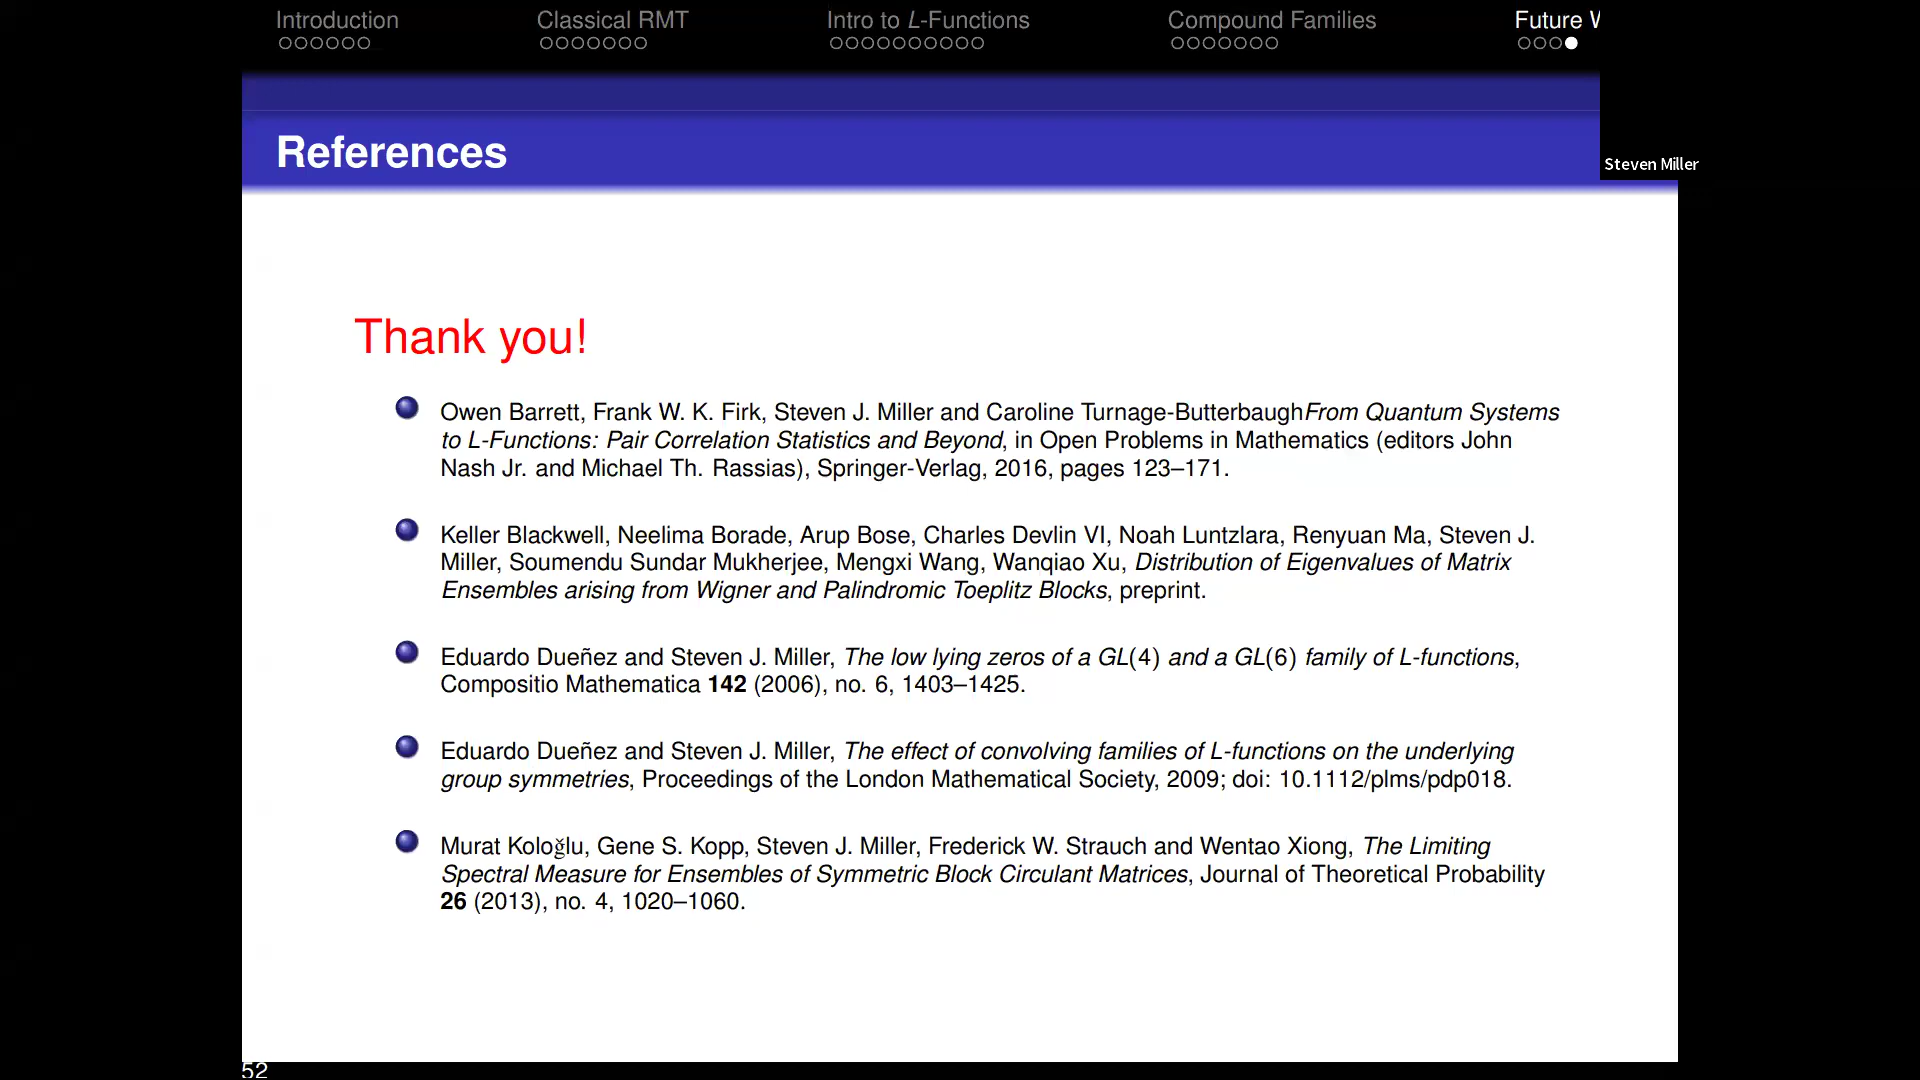 Introduction Classical RMT Intro to L-Functions Compound Families Future W
References
Steven Miller
Thank you!
Owen Barrett, Frank W. K. Firk, Steven J. Miller and Caroline Turnage-ButterbaughFrom Quantum Systems
to L-Functions: Pair Correlation Statistics and Beyond, in Open Problems in Mathematics (editors John
Nash Jr. and Michael Th. Rassias), Springer-Verlag, 2016, pages 123–171.
Keller Blackwell, Neelima Borade, Arup Bose, Charles Devlin VI, Noah Luntzlara, Renyuan Ma, Steven J.
Miller, Soumendu Sundar Mukherjee, Mengxi Wang, Wanqiao Xu, Distribution of Eigenvalues of Matrix
Ensembles arising from Wigner and Palindromic Toeplitz Blocks, preprint.
Eduardo Dueñez and Steven J. Miller, The low lying zeros of a GL(4) and a GL(6) family of L-functions,
Compositio Mathematica 142 (2006), no. 6, 1403–1425.
Eduardo Dueñez and Steven J. Miller, The effect of convolving families of L-functions on the underlying
group symmetries, Proceedings of the London Mathematical Society, 2009; doi: 10.1112/plms/pdp018.
Murat Koloğlu, Gene S. Kopp, Steven J. Miller, Frederick W. Strauch and Wentao Xiong, The Limiting
Spectral Measure for Ensembles of Symmetric Block Circulant Matrices, Journal of Theoretical Probability
26 (2013), no. 4, 1020–1060.
52